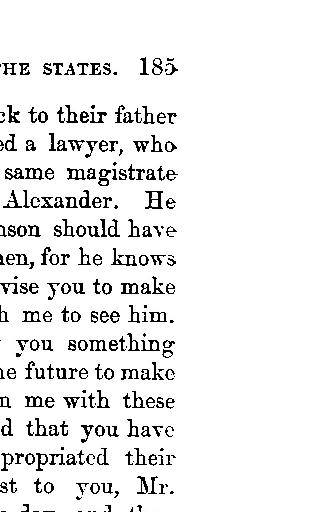 HE STATES. 185
ck to their father
ed a lawyer, who
same magistrate
Alexander. He
nson should have
nen, for he knows
vise you to make
h me to see him.
you something
he future to make
n me with these
d that you have
propriated their
st to you, Mr.